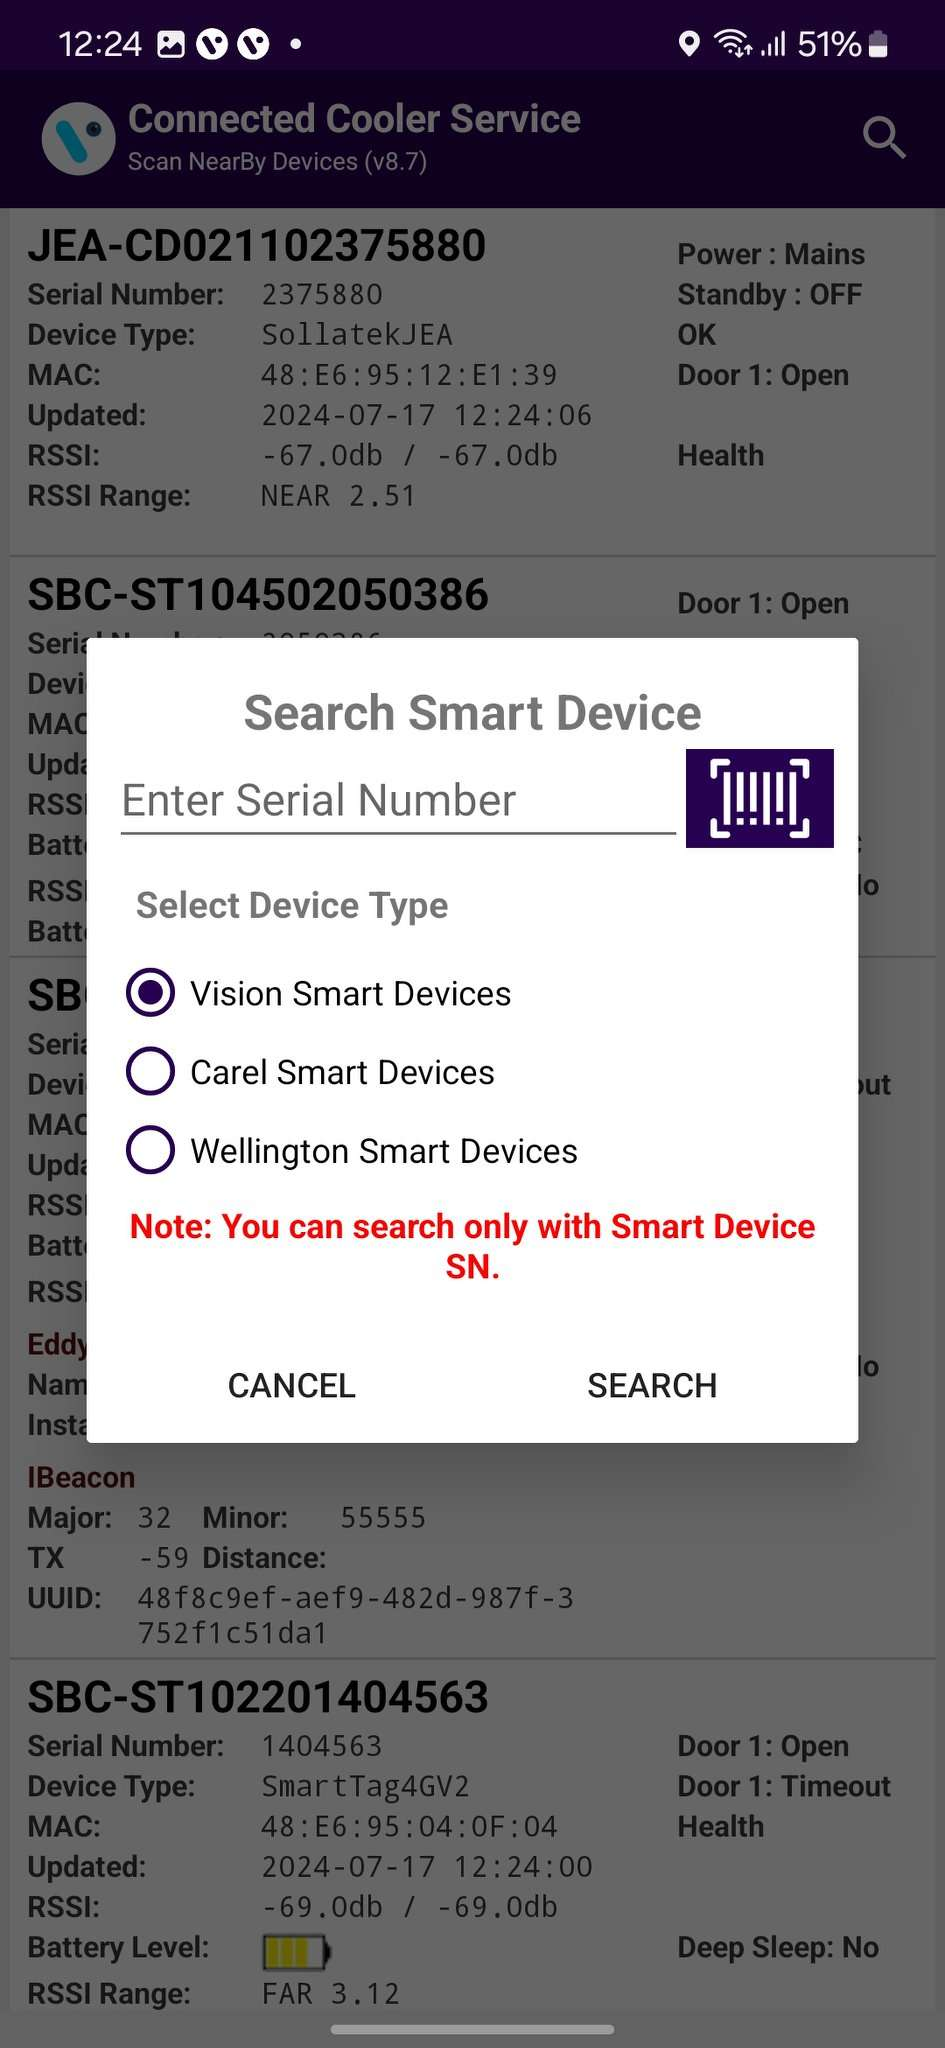 12:24
51%
Connected Cooler Service
Scan NearBy Devices (v8.7)
JEA-CD021102375880
Power : Mains
Serial Number: 2375880
Standby : OFF
Device Type: SollatekJEA
OK
MAC: 48:E6:95:12:E1:39
Door 1: Open
Updated: 2024-07-17 12:24:06
RSSI: -67.0db / -67.0db
Health
RSSI Range: NEAR 2.51
SBC-ST104502050386
Door 1: Open
Search Smart Device
Enter Serial Number
Select Device Type
Vision Smart Devices
Carel Smart Devices
Wellington Smart Devices
Note: You can search only with Smart Device
SN.
CANCEL SEARCH
IBeacon
Major: 32 Minor: 55555
TX -59 Distance:
UUID: 48f8c9ef-aef9-482d-987f-3
752f1c51da1
SBC-ST102201404563
Serial Number: 1404563
Door 1: Open
Device Type: SmartTag4GV2
Door 1: Timeout
MAC: 48:E6:95:04:0F:04
Health
Updated: 2024-07-17 12:24:00
RSSI: -69.0db / -69.0db
Battery Level:
Deep Sleep: No
RSSI Range: FAR 3.12